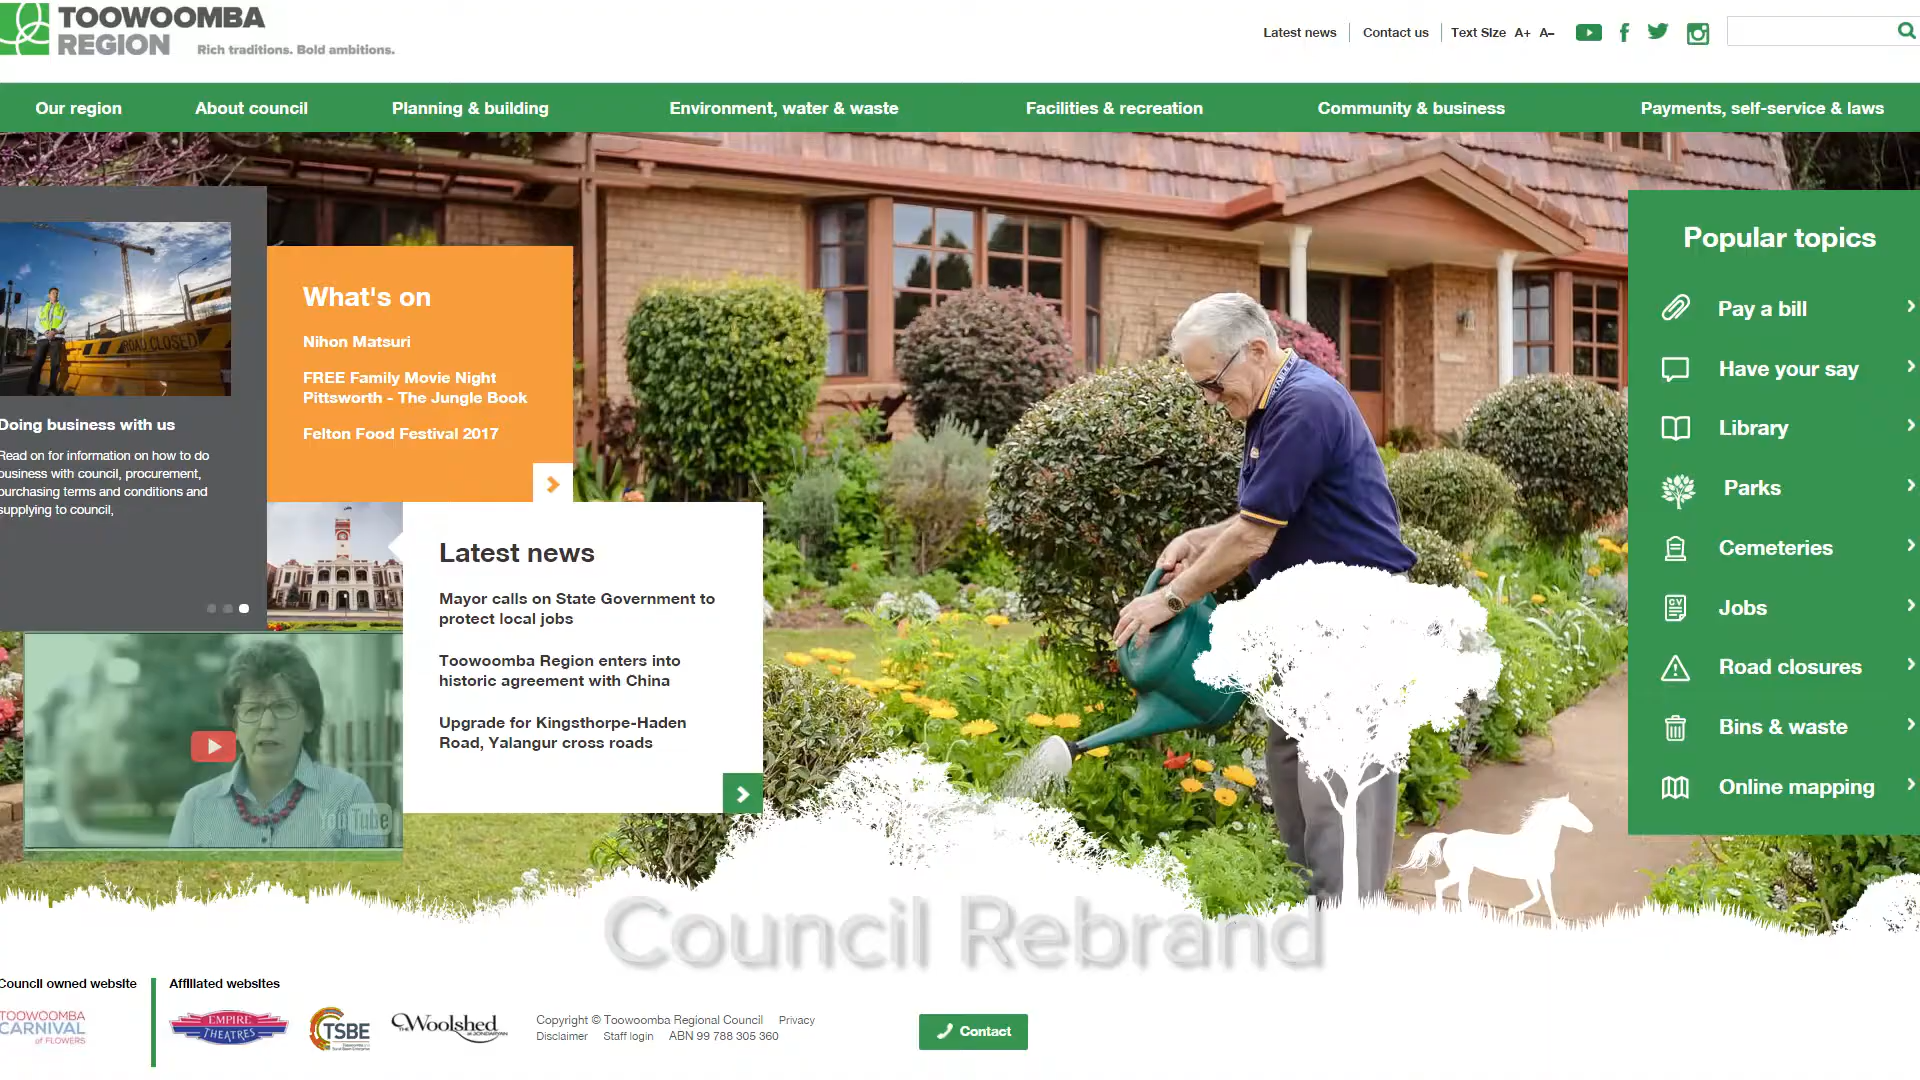 TOOWOOMBA
REGION
Rich traditions. Bold ambitions.
Latest news
Contact us
Text Size A+ A–
Our region
About council
Planning & building
Environment, water & waste
Facilities & recreation
Community & business
Payments, self-service & laws
ROAD CLOSED
Doing business with us
Read on for information on how to do
business with council, procurement,
purchasing terms and conditions and
supplying to council,
What's on
Nihon Matsuri
FREE Family Movie Night
Pittsworth - The Jungle Book
Felton Food Festival 2017
Latest news
Mayor calls on State Government to
protect local jobs
Toowoomba Region enters into
historic agreement with China
Upgrade for Kingsthorpe-Haden
Road, Yalangur cross roads
YouTube
Popular topics
Pay a bill
Have your say
Library
Parks
Cemeteries
CV
Jobs
Road closures
Bins & waste
Online mapping
Council Rebrand
Council owned website
TOOWOOMBA
CARNIVAL
of FLOWERS
Affiliated websites
EMPIRE
THEATRES
TSBE
The Woolshed
at JONDARYAN
Copyright © Toowoomba Regional Council Privacy
Disclaimer Staff login ABN 99 788 305 360
Contact